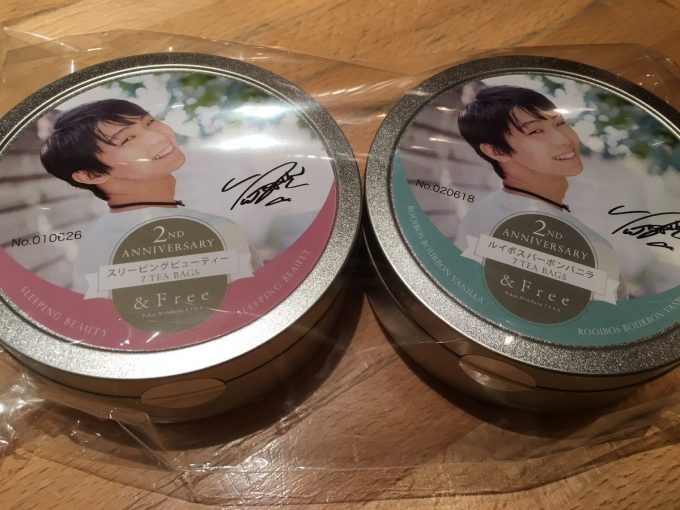 No.010626
2ND
ANNIVERSARY
スリーピングビューティー
7 TEA BAGS
& Free
SLEEPING BEAUTY
SLEEPING BEAUTY
No.020618
2ND
ANNIVERSARY
ルイボスバーボンバニラ
7 TEA BAGS
& Free
ROOIBOS BOURBON VANILLA
ROOIBOS BOURBON VANILLA